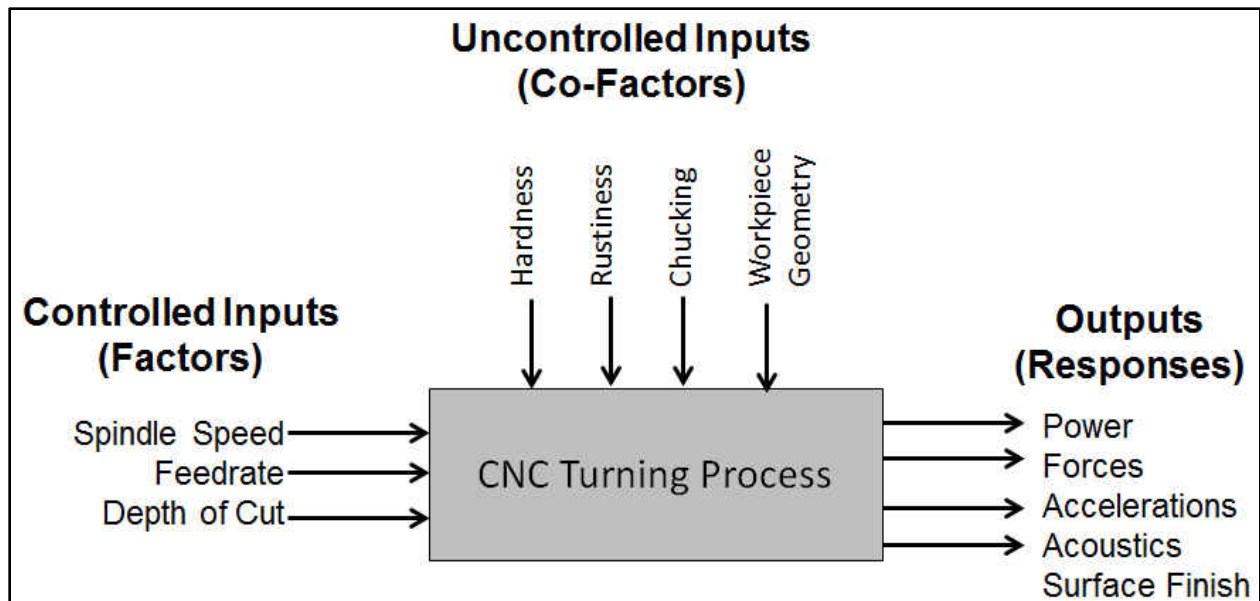 Uncontrolled Inputs
(Co-Factors)
Hardness
Rustiness
Chucking
Workpiece
Geometry
Controlled Inputs
(Factors)
Spindle Speed
Feedrate
Depth of Cut
CNC Turning Process
Outputs
(Responses)
Power
Forces
Accelerations
Acoustics
Surface Finish